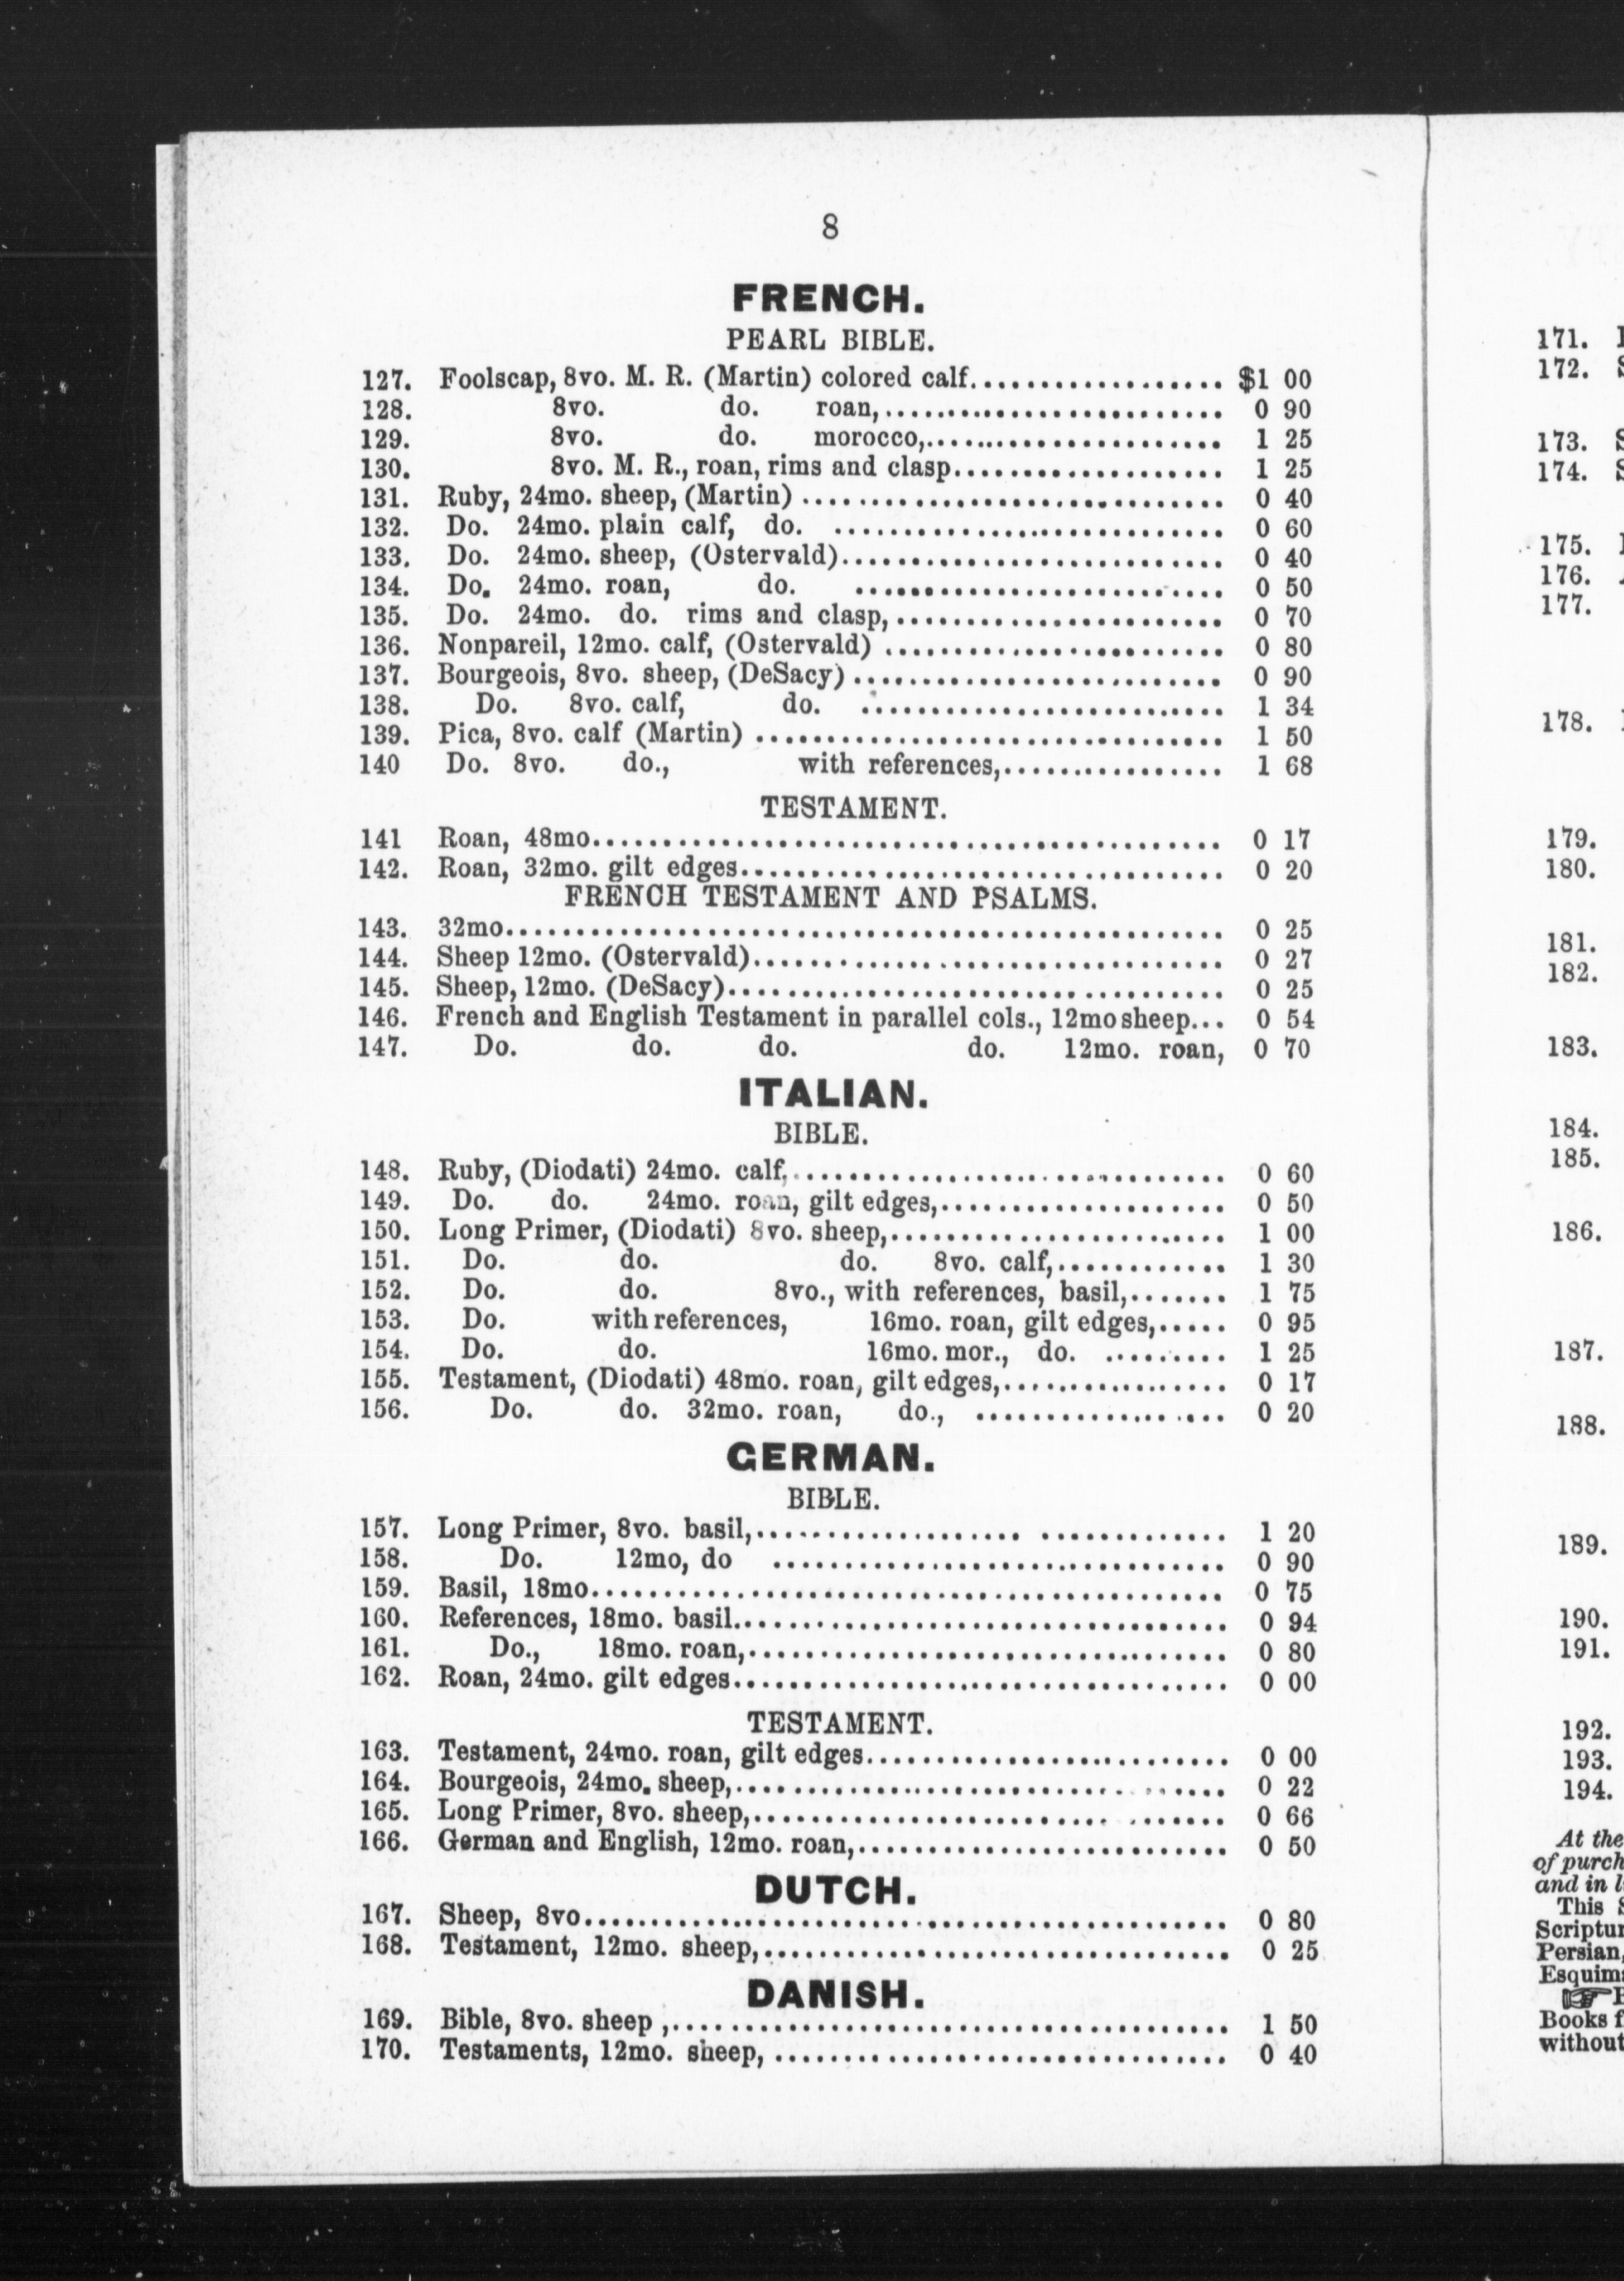 8
FRENCH.
PEARL BIBLE.
127. Foolscap, 8vo. M. R. (Martin) colored calf.................. $1 00
128. 8vo. do. roan,........................ 0 90
129. 8vo. do. morocco,..................... 1 25
130. 8vo. M. R., roan, rims and clasp................... 1 25
131. Ruby, 24mo. sheep, (Martin) .............................. 0 40
132. Do. 24mo. plain calf, do. ............................ 0 60
133. Do. 24mo. sheep, (Ostervald)........................... 0 40
134. Do. 24mo. roan, do. .......................... 0 50
135. Do. 24mo. do. rims and clasp,....................... 0 70
136. Nonpareil, 12mo. calf, (Ostervald) ........................ 0 80
137. Bourgeois, 8vo. sheep, (DeSacy) .......................... 0 90
138. Do. 8vo. calf, do. .......................... 1 34
139. Pica, 8vo. calf (Martin) ................................. 1 50
140 Do. 8vo. do., with references,................ 1 68
TESTAMENT.
141 Roan, 48mo............................................. 0 17
142. Roan, 32mo. gilt edges.................................. 0 20
FRENCH TESTAMENT AND PSALMS.
143. 32mo................................................... 0 25
144. Sheep 12mo. (Ostervald)................................. 0 27
145. Sheep, 12mo. (DeSacy)................................... 0 25
146. French and English Testament in parallel cols., 12mo sheep... 0 54
147. Do. do. do. do. 12mo. roan, 0 70
ITALIAN.
BIBLE.
148. Ruby, (Diodati) 24mo. calf,............................... 0 60
149. Do. do. 24mo. roan, gilt edges,.................... 0 50
150. Long Primer, (Diodati) 8vo. sheep,........................ 1 00
151. Do. do. do. 8vo. calf,............ 1 30
152. Do. do. 8vo., with references, basil,....... 1 75
153. Do. with references, 16mo. roan, gilt edges,..... 0 95
154. Do. do. 16mo. mor., do. ......... 1 25
155. Testament, (Diodati) 48mo. roan, gilt edges,................ 0 17
156. Do. do. 32mo. roan, do., .................. 0 20
GERMAN.
BIBLE.
157. Long Primer, 8vo. basil,................... ............. 1 20
158. Do. 12mo, do ................................ 0 90
159. Basil, 18mo............................................. 0 75
160. References, 18mo. basil................................... 0 94
161. Do., 18mo. roan,.................................. 0 80
162. Roan, 24mo. gilt edges................................... 0 00
TESTAMENT.
163. Testament, 24mo. roan, gilt edges.......................... 0 00
164. Bourgeois, 24mo. sheep,................................... 0 22
165. Long Primer, 8vo. sheep,.................................. 0 66
166. German and English, 12mo. roan,.......................... 0 50
DUTCH.
167. Sheep, 8vo.............................................. 0 80
168. Testament, 12mo. sheep,................................. 0 25
DANISH.
169. Bible, 8vo. sheep ,....................................... 1 50
170. Testaments, 12mo. sheep, ................................ 0 40
171.
172.
173.
174.
175.
176.
177.
178.
179.
180.
181.
182.
183.
184.
185.
186.
187.
188.
189.
190.
191.
192.
193.
194.
At the
of
and in
This
Persian,
Books
without